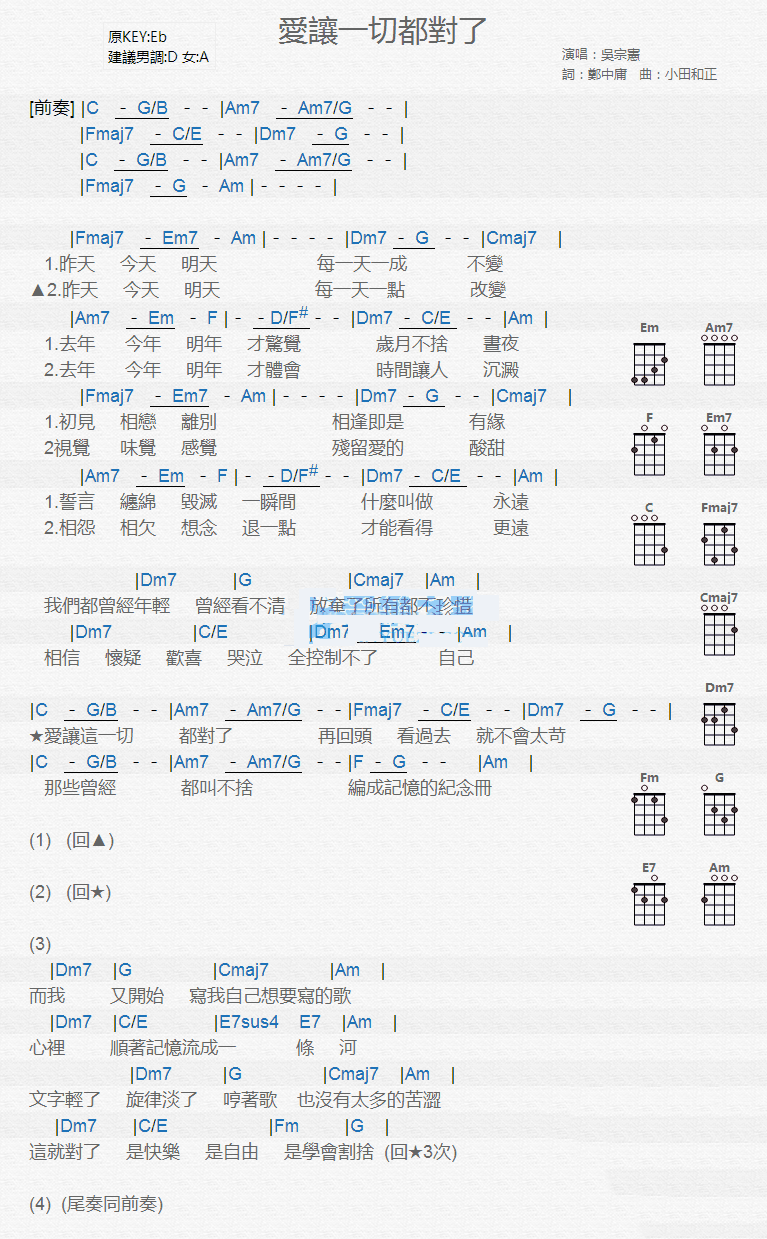 愛讓一切都對了
原KEY:Eb
建議男調:D 女:A
演唱：吳宗憲
詞：鄭中庸　曲：小田和正
[前奏] |C - G/B - - |Am7 - Am7/G - - |
|Fmaj7 - C/E - - |Dm7 - G - - |
|C - G/B - - |Am7 - Am7/G - - |
|Fmaj7 - G - Am | - - - - |
|Fmaj7 - Em7 - Am | - - - - |Dm7 - G - - |Cmaj7 |
1.昨天 今天 明天 每一天一成 不變
▲2.昨天 今天 明天 每一天一點 改變
|Am7 - Em - F | - - D/F# - - |Dm7 - C/E - - |Am |
1.去年 今年 明年 才驚覺 歲月不捨 晝夜
2.去年 今年 明年 才體會 時間讓人 沉澱
|Fmaj7 - Em7 - Am | - - - - |Dm7 - G - - |Cmaj7 |
1.初見 相戀 離別 相逢即是 有緣
2視覺 味覺 感覺 殘留愛的 酸甜
|Am7 - Em - F | - - D/F# - - |Dm7 - C/E - - |Am |
1.誓言 纏綿 毀滅 一瞬間 什麼叫做 永遠
2.相怨 相欠 想念 退一點 才能看得 更遠
|Dm7 |G |Cmaj7 |Am |
我們都曾經年輕 曾經看不清 放棄了所有都不珍惜
|Dm7 |C/E |Dm7 Em7 - - |Am |
相信 懷疑 歡喜 哭泣 全控制不了 自己
|C - G/B - - |Am7 - Am7/G - - |Fmaj7 - C/E - - |Dm7 - G - - |
★愛讓這一切 都對了 再回頭 看過去 就不會太苛
|C - G/B - - |Am7 - Am7/G - - |F - G - - |Am |
那些曾經 都叫不捨 編成記憶的紀念冊
(1) (回▲)
(2) (回★)
(3)
|Dm7 |G |Cmaj7 |Am |
而我 又開始 寫我自己想要寫的歌
|Dm7 |C/E |E7sus4 E7 |Am |
心裡 順著記憶流成一 條 河
|Dm7 |G |Cmaj7 |Am |
文字輕了 旋律淡了 哼著歌 也沒有太多的苦澀
|Dm7 |C/E |Fm |G |
這就對了 是快樂 是自由 是學會割捨 (回★3次)
(4) (尾奏同前奏)
Em Am7
F Em7
C Fmaj7
Cmaj7
Dm7
Fm G
E7 Am